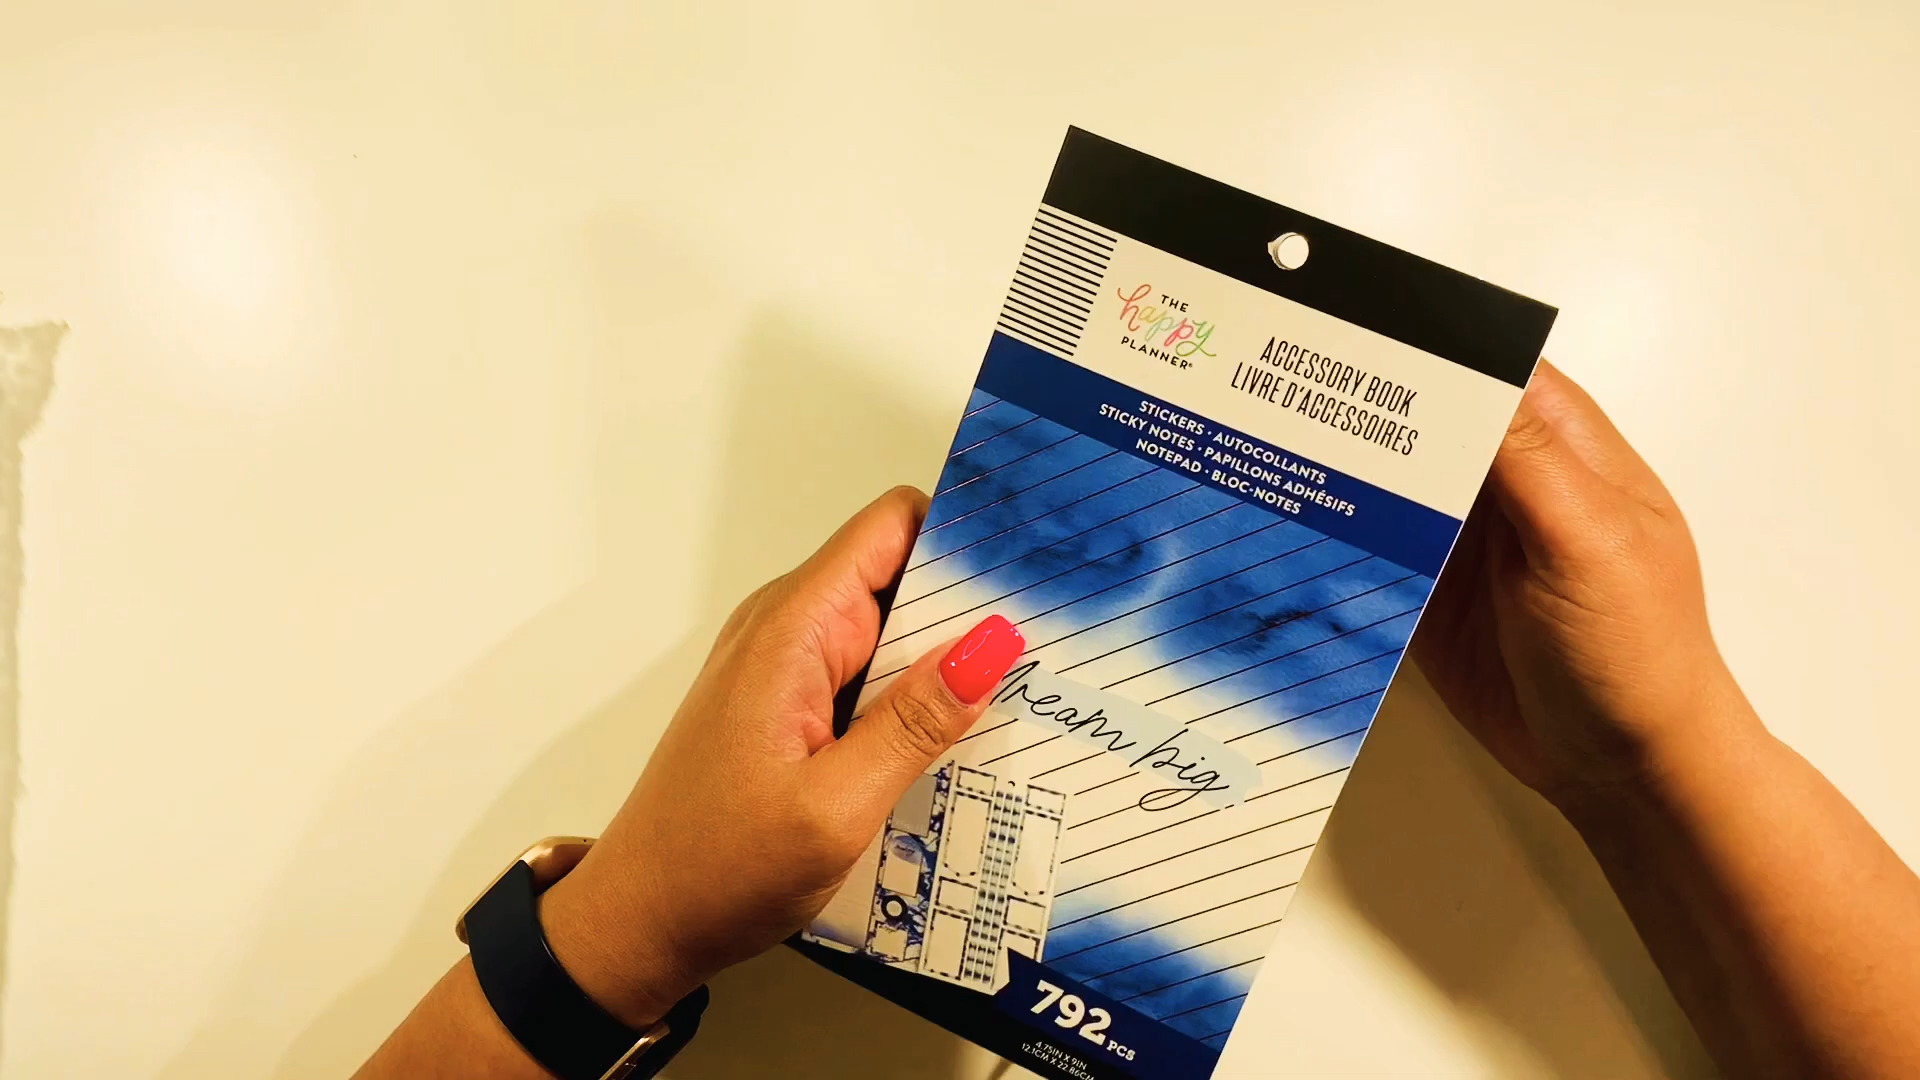 THE
happy
PLANNER®
ACCESSORY BOOK
LIVRE D'ACCESSOIRES
STICKERS · AUTOCOLLANTS
STICKY NOTES · PAPILLONS ADHÉSIFS
NOTEPAD · BLOC-NOTES
Dream big.
792 PCS
4.75IN X 9IN
12.1CM X 22.86CM